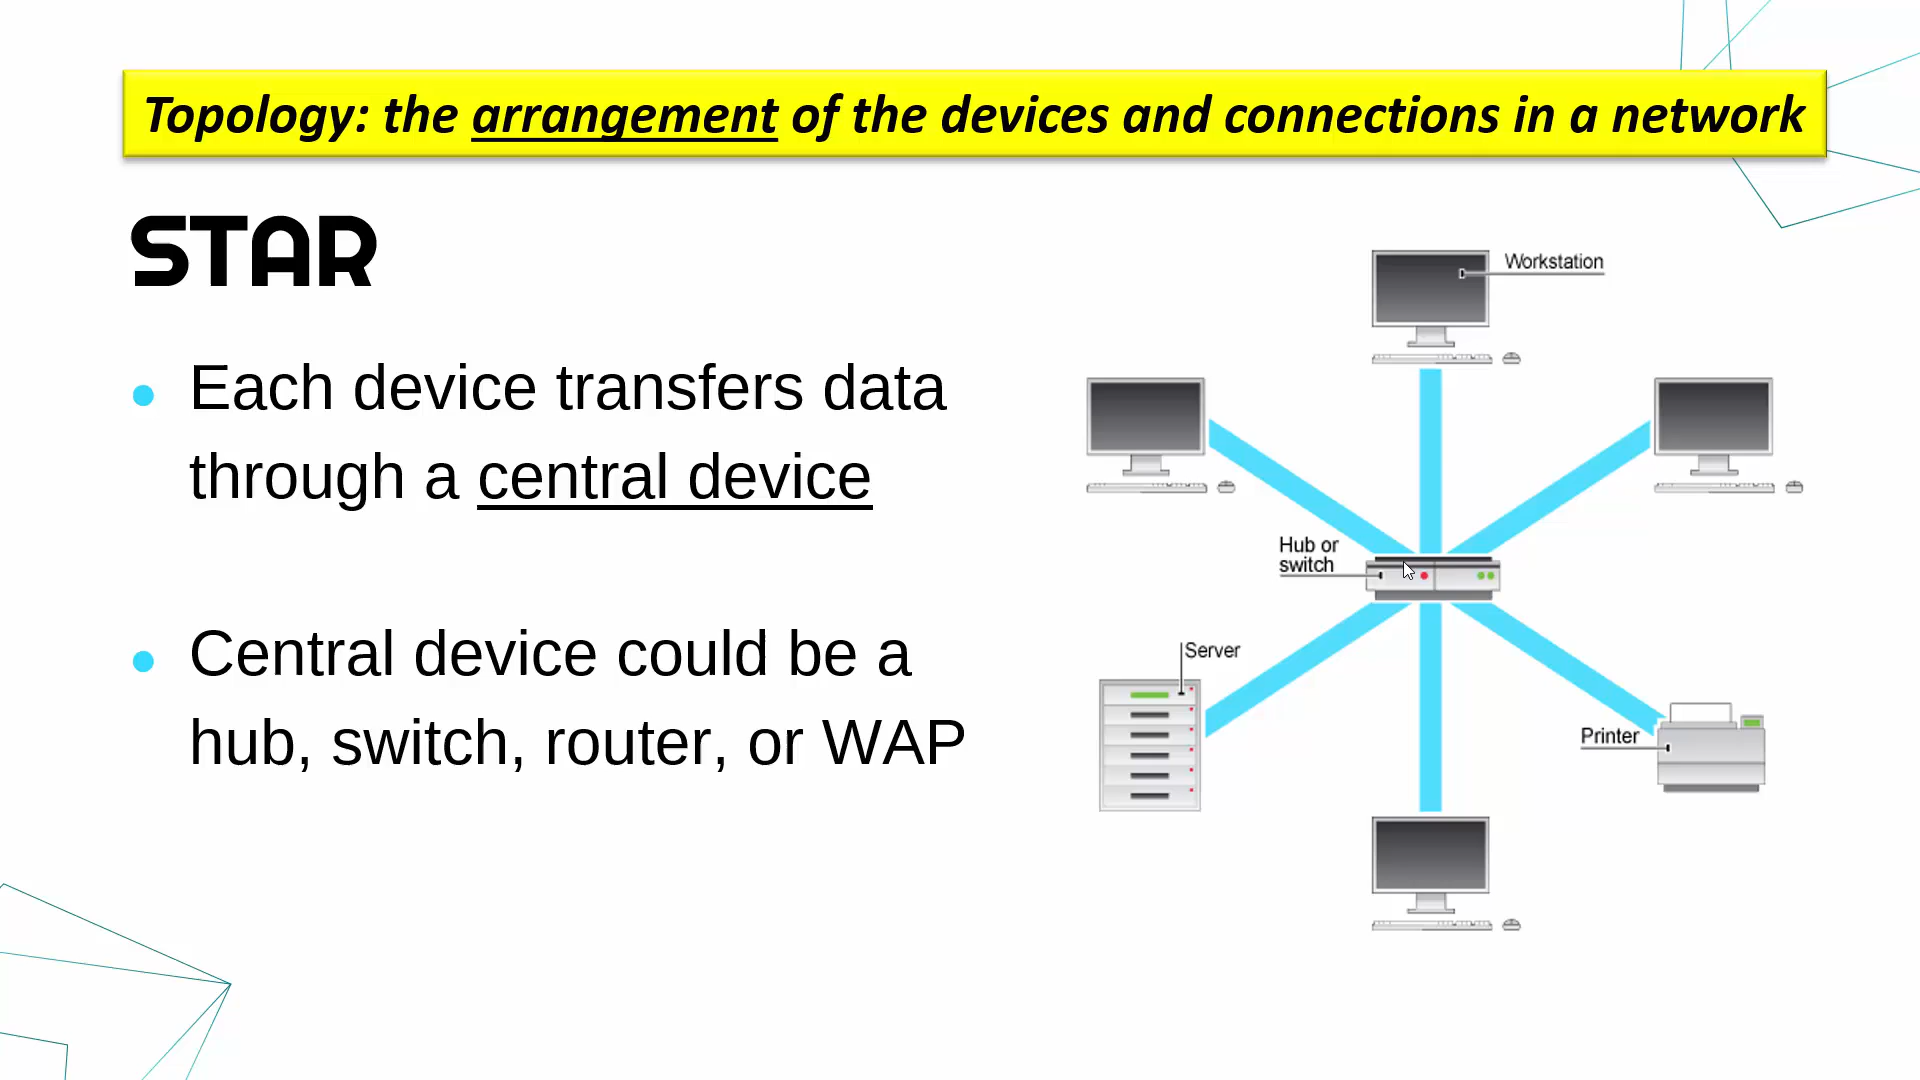 Topology: the arrangement of the devices and connections in a network
STAR
Each device transfers data
through a central device
Central device could be a
hub, switch, router, or WAP
Workstation
Hub or
switch
Server
Printer